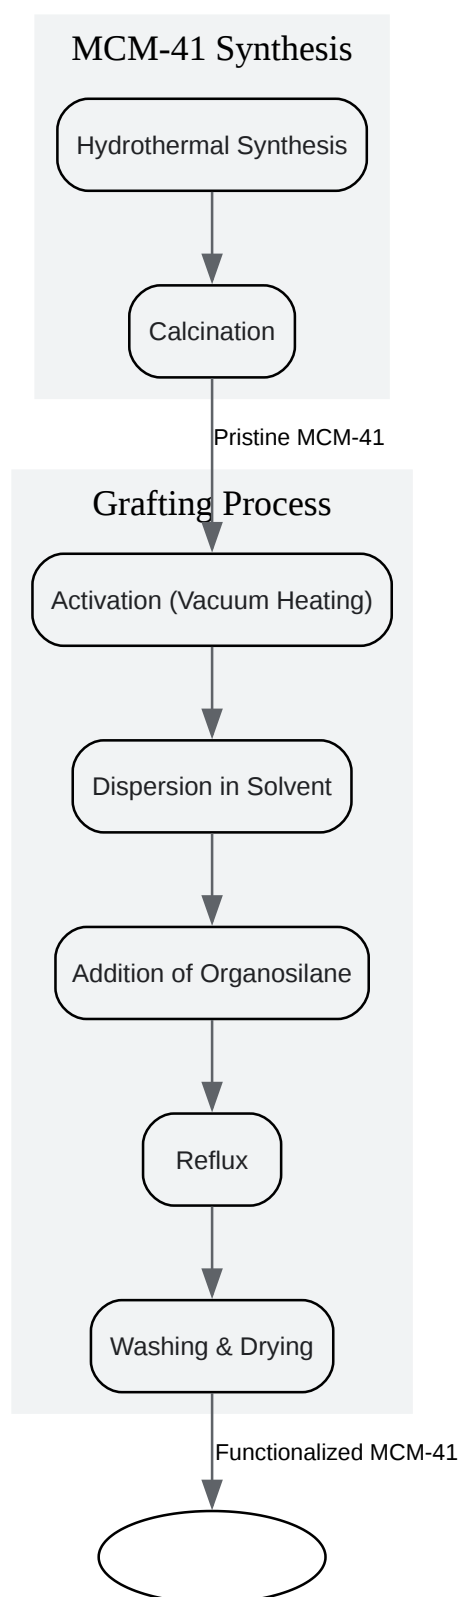 MCM-41 Synthesis
Hydrothermal Synthesis
Calcination
Pristine MCM-41
Grafting Process
Activation (Vacuum Heating)
Dispersion in Solvent
Addition of Organosilane
Reflux
Washing & Drying
Functionalized MCM-41